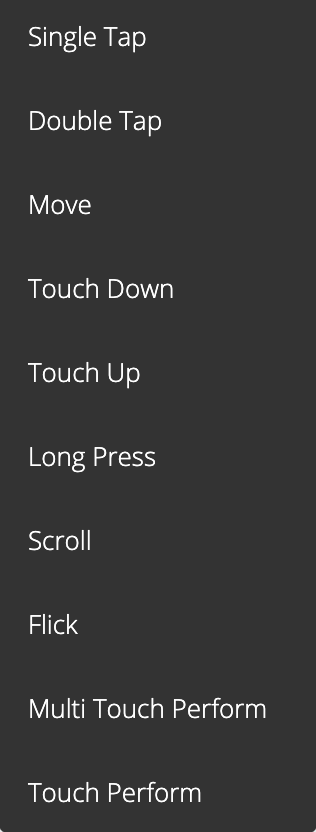 Single Tap
Double Tap
Move
Touch Down
Touch Up
Long Press
Scroll
Flick
Multi Touch Perform
Touch Perform